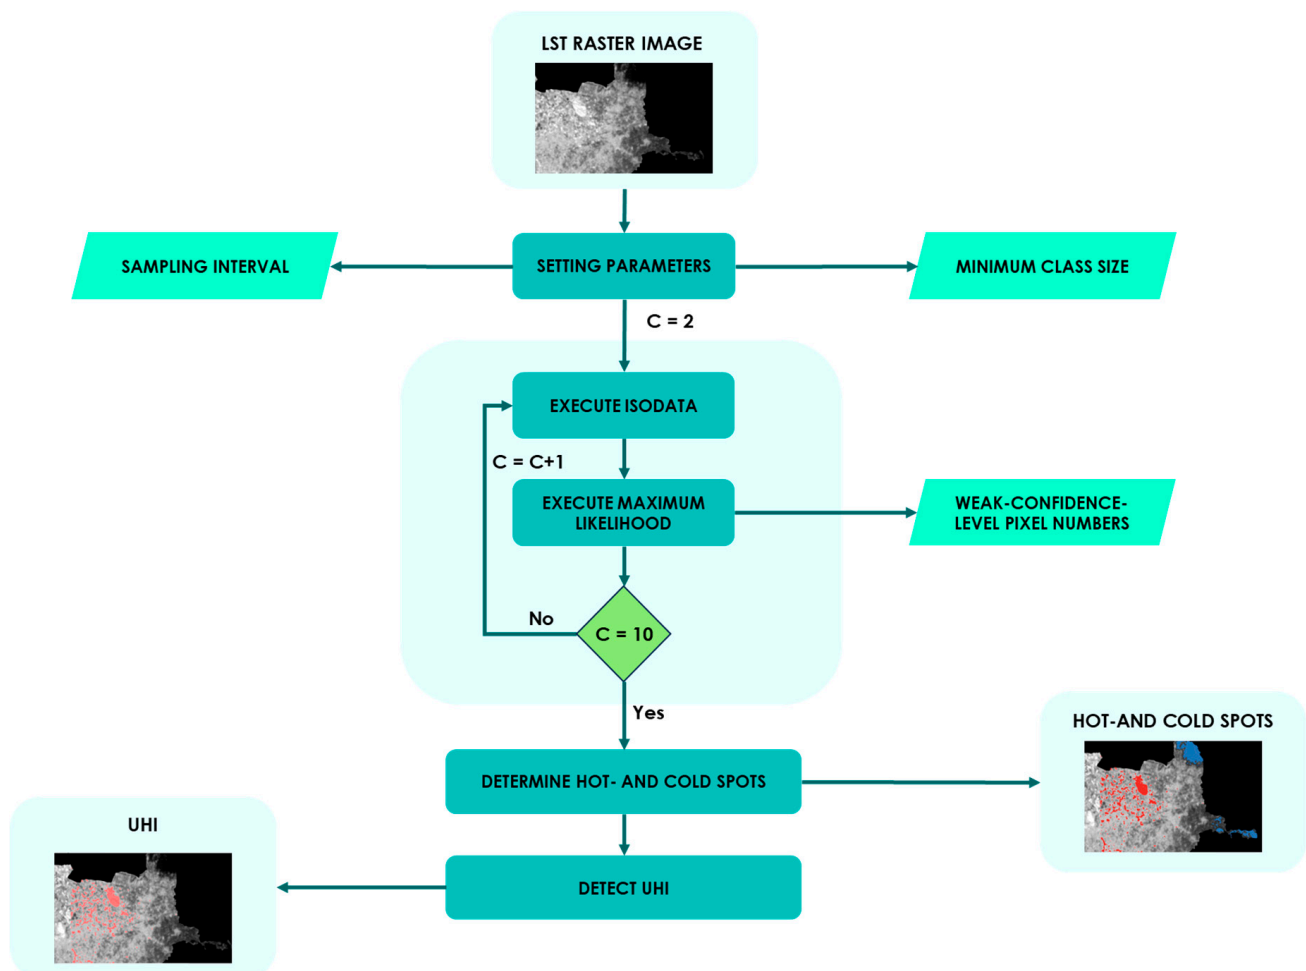 LST RASTER IMAGE
SAMPLING INTERVAL
SETTING PARAMETERS
MINIMUM CLASS SIZE
C = 2
EXECUTE ISODATA
C = C+1
EXECUTE MAXIMUM
LIKELIHOOD
WEAK-CONFIDENCE-
LEVEL PIXEL NUMBERS
No
C = 10
Yes
HOT-AND COLD SPOTS
DETERMINE HOT- AND COLD SPOTS
UHI
DETECT UHI